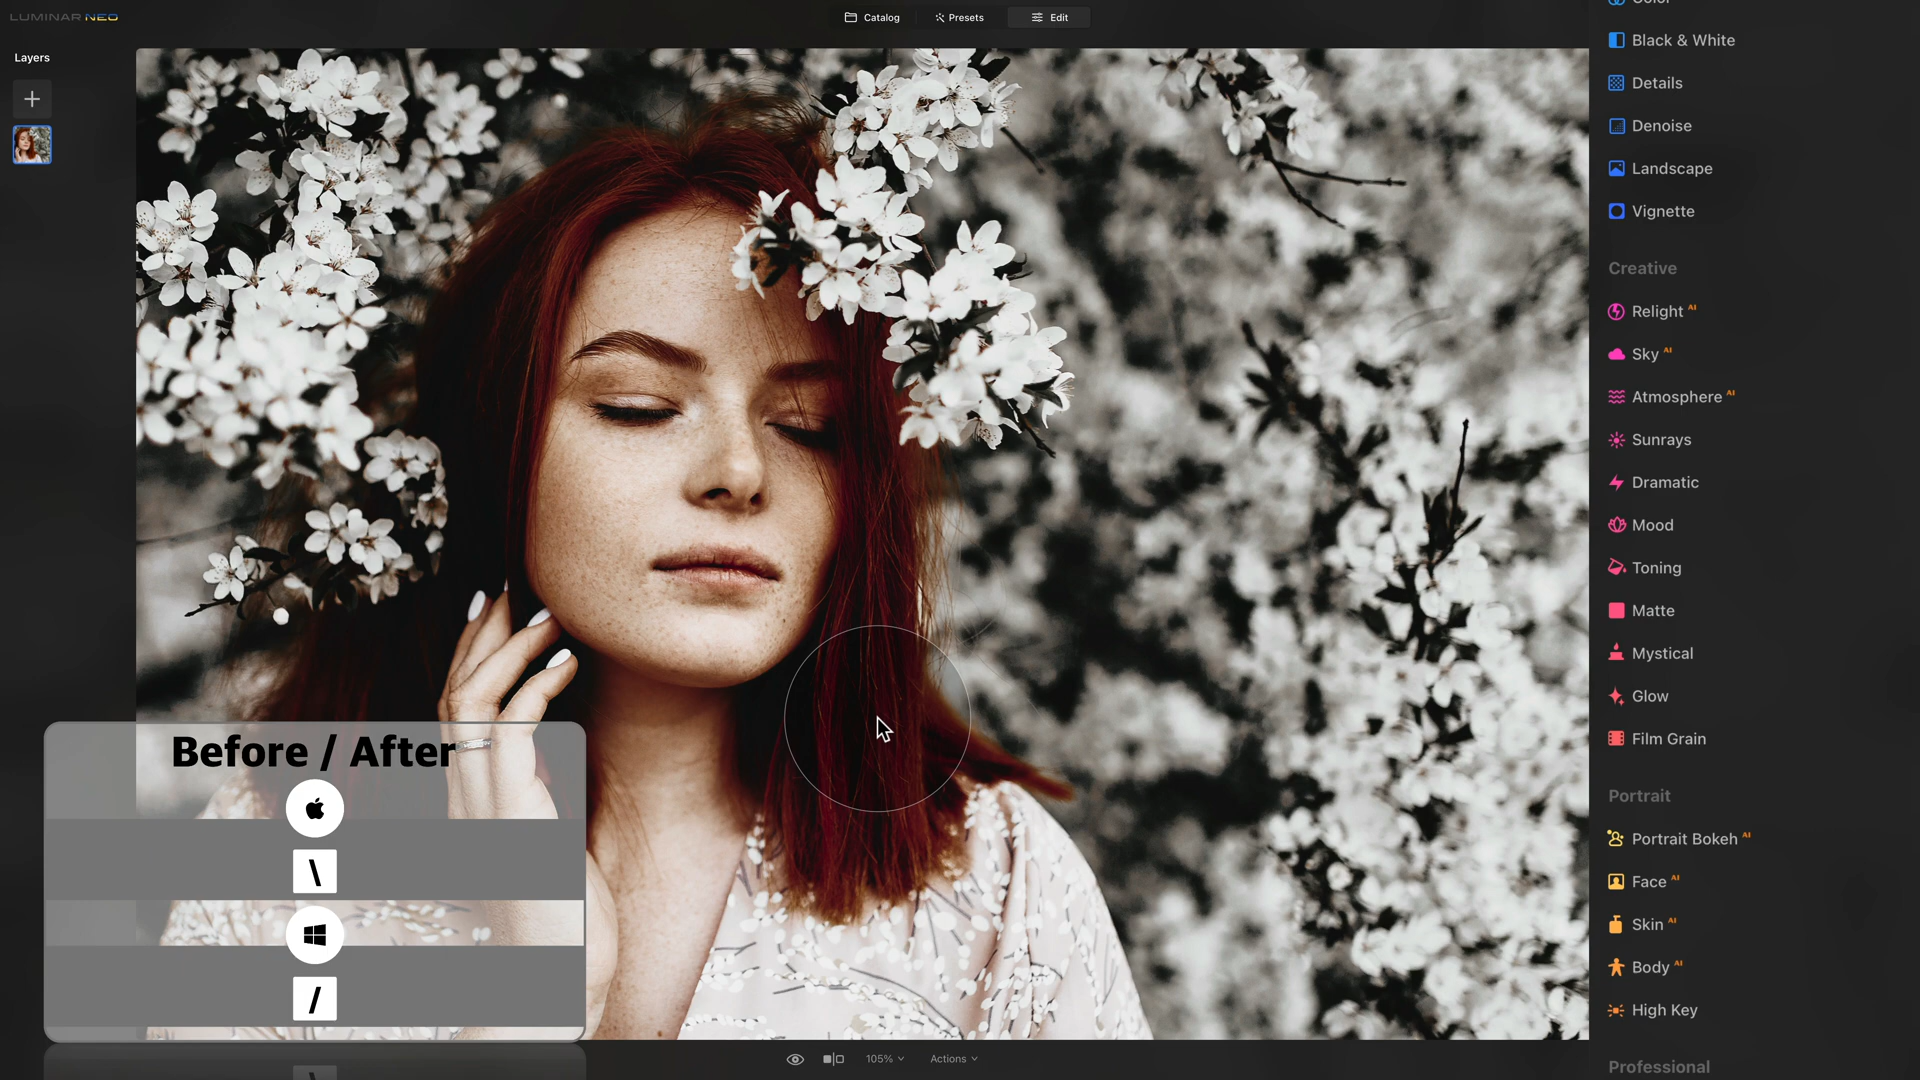 LUMINAR NEO
Catalog
Presets
Edit
Layers
Color
Black & White
Details
Denoise
Landscape
Vignette
Creative
Relight AI
Sky AI
Atmosphere AI
Sunrays
Dramatic
Mood
Toning
Matte
Mystical
Glow
Film Grain
Portrait
Portrait Bokeh AI
Face AI
Skin AI
Body AI
High Key
Professional
Before / After
\
/
105%
Actions